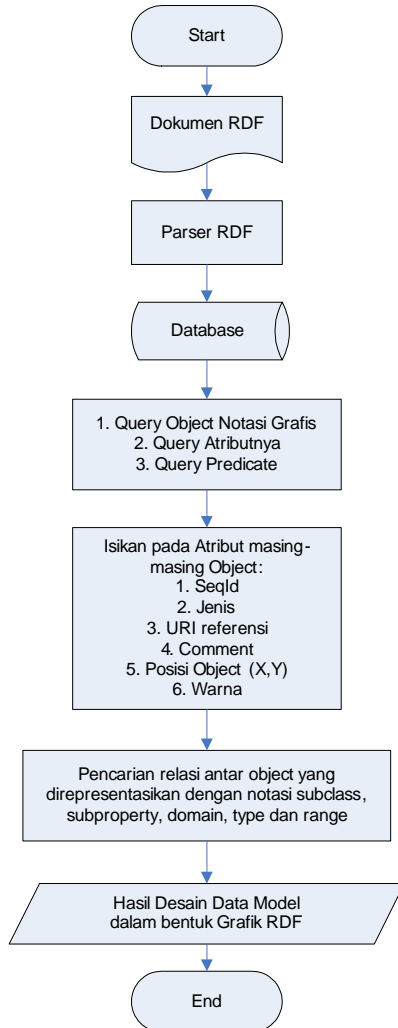 Start
Dokumen RDF
Parser RDF
Database
1. Query Object Notasi Grafis
2. Query Atributnya
3. Query Predicate
Isikan pada Atribut masing-
masing Object:
1. SeqId
2. Jenis
3. URI referensi
4. Comment
5. Posisi Object (X,Y)
6. Warna
Pencarian relasi antar object yang
direpresentasikan dengan notasi subclass,
subproperty, domain, type dan range
Hasil Desain Data Model
dalam bentuk Grafik RDF
End